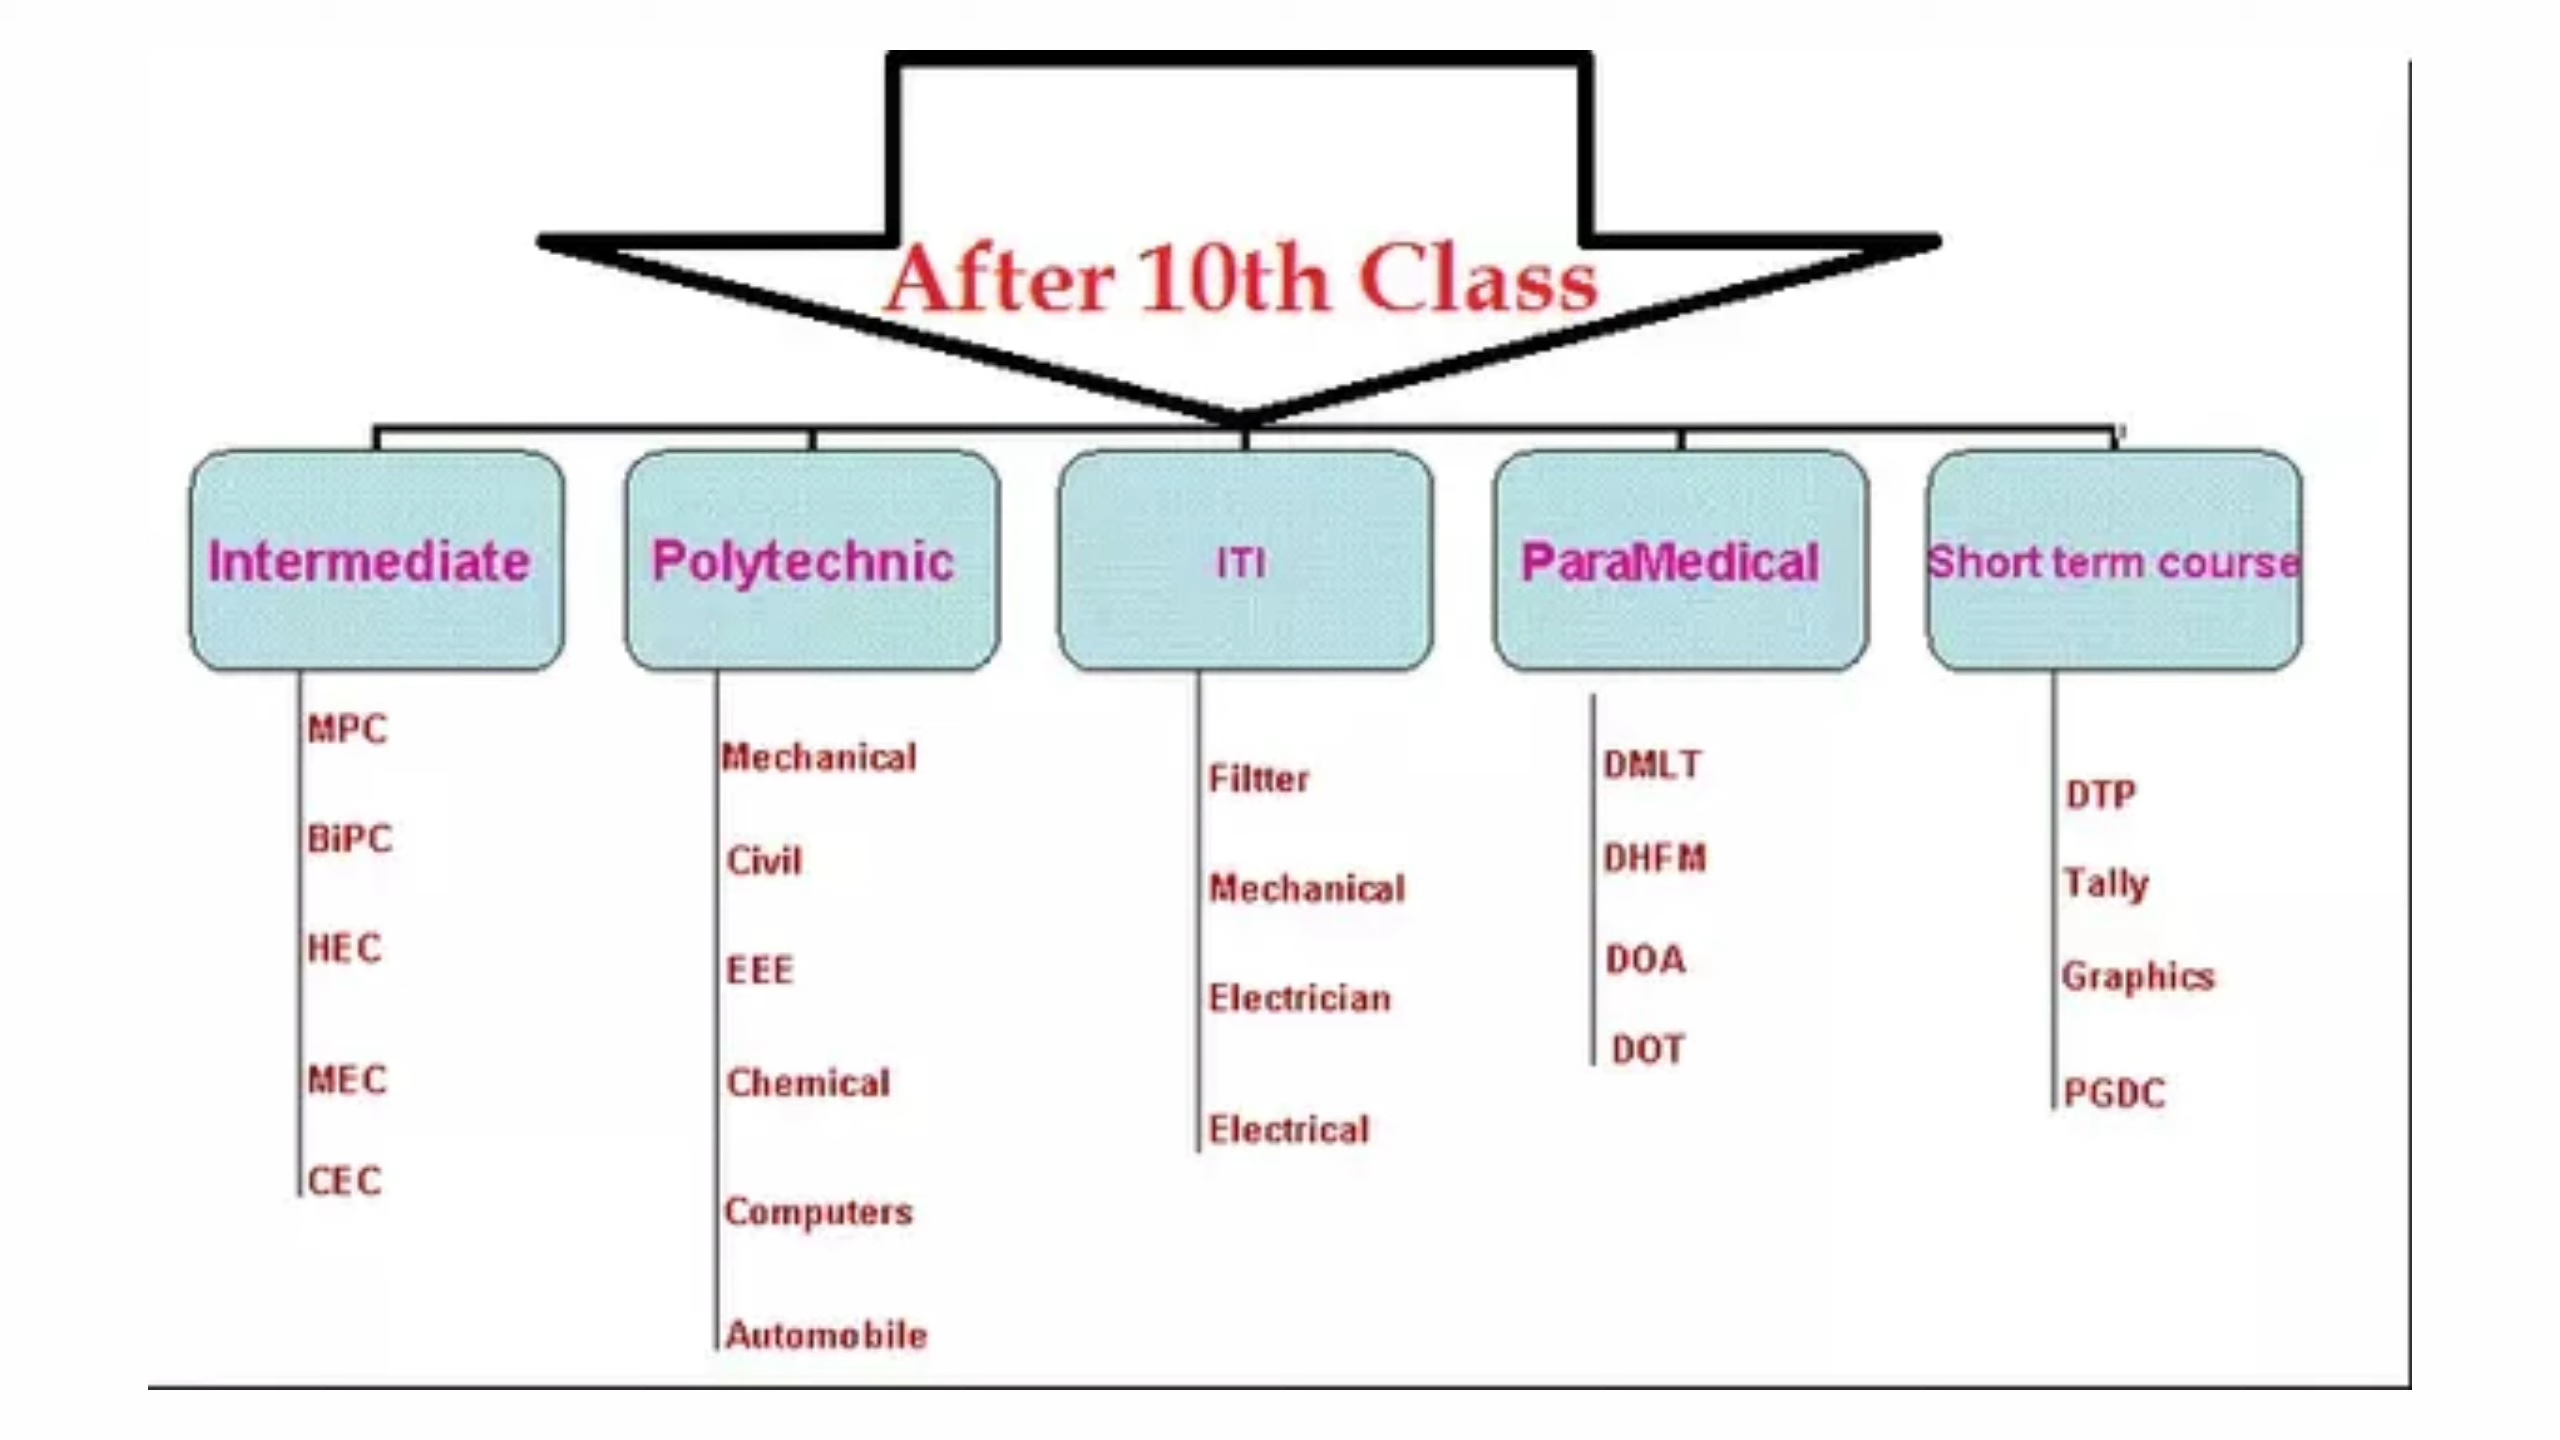 After 10th Class
Intermediate
MPC
BiPC
HEC
MEC
CEC
Polytechnic
Mechanical
Civil
EEE
Chemical
Computers
Automobile
ITI
Filtter
Mechanical
Electrician
Electrical
ParaMedical
DMLT
DHFM
DOA
DOT
Short term course
DTP
Tally
Graphics
PGDC